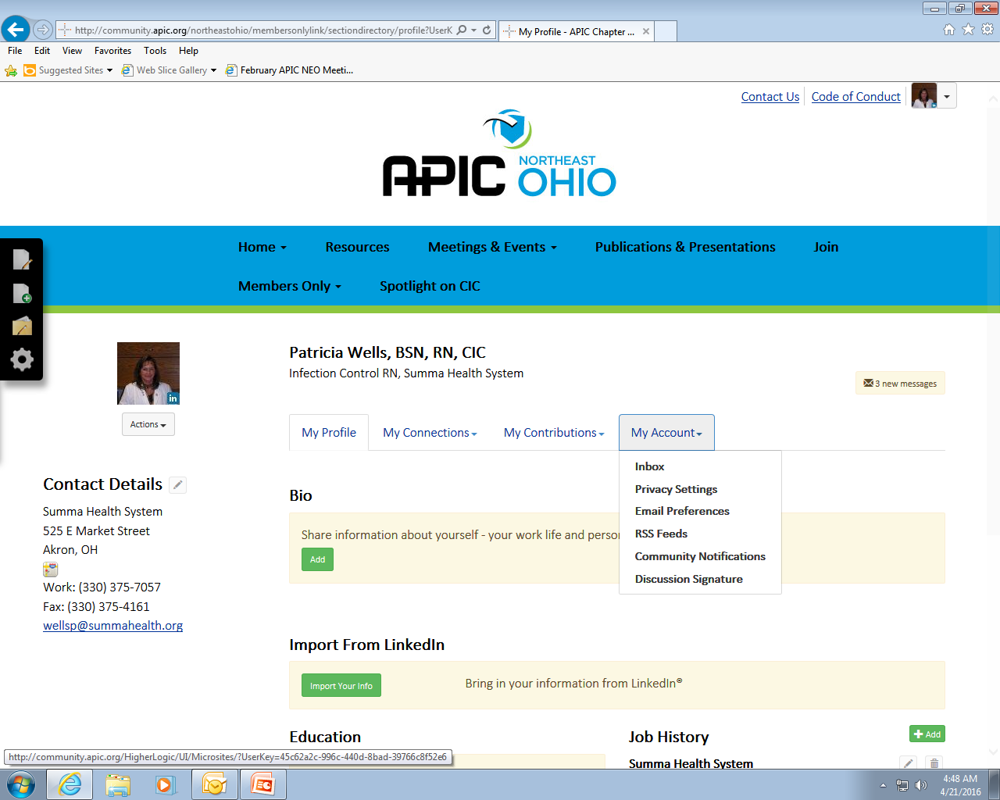 http://community.apic.org/northeastohio/membersonlylink/sectiondirectory/profile?UserK
My Profile - APIC Chapter ...
File Edit View Favorites Tools Help
Suggested Sites Web Slice Gallery February APIC NEO Meeti...
Contact Us Code of Conduct
APIC NORTHEAST OHIO
Home Resources Meetings & Events Publications & Presentations Join
Members Only Spotlight on CIC
Patricia Wells, BSN, RN, CIC
Infection Control RN, Summa Health System
3 new messages
in
Actions
My Profile My Connections My Contributions My Account
Inbox
Privacy Settings
Email Preferences
RSS Feeds
Community Notifications
Discussion Signature
Contact Details
Summa Health System
525 E Market Street
Akron, OH
Work: (330) 375-7057
Fax: (330) 375-4161
wellsp@summahealth.org
Bio
Share information about yourself - your work life and perso
Add
Import From LinkedIn
Import Your Info Bring in your information from LinkedIn®
Education
Job History
Add
Summa Health System
http://community.apic.org/HigherLogic/UI/Microsites/?UserKey=45c62a2c-996c-440d-8bad-39766c8f52e6
4:48 AM
4/21/2016